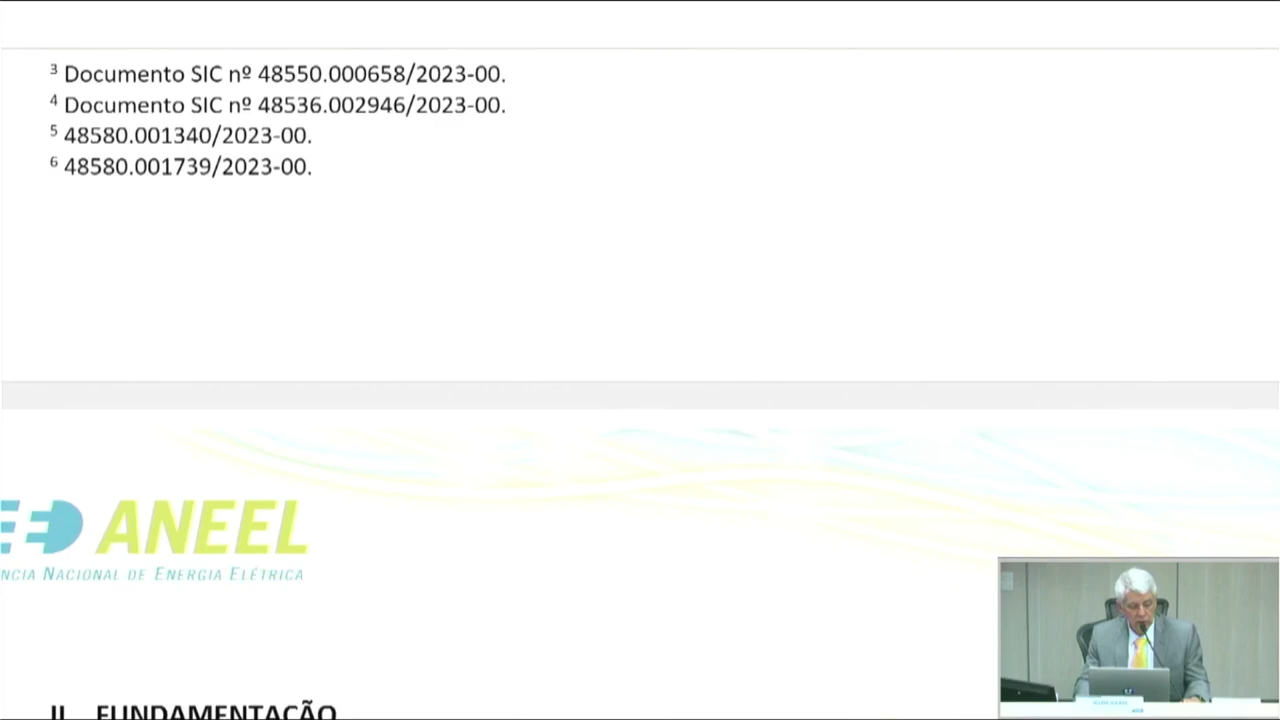 ³ Documento SIC nº 48550.000658/2023-00.
⁴ Documento SIC nº 48536.002946/2023-00.
⁵ 48580.001340/2023-00.
⁶ 48580.001739/2023-00.
ANEEL
NCIA NACIONAL DE ENERGIA ELÉTRICA
II FUNDAMENTAÇÃO